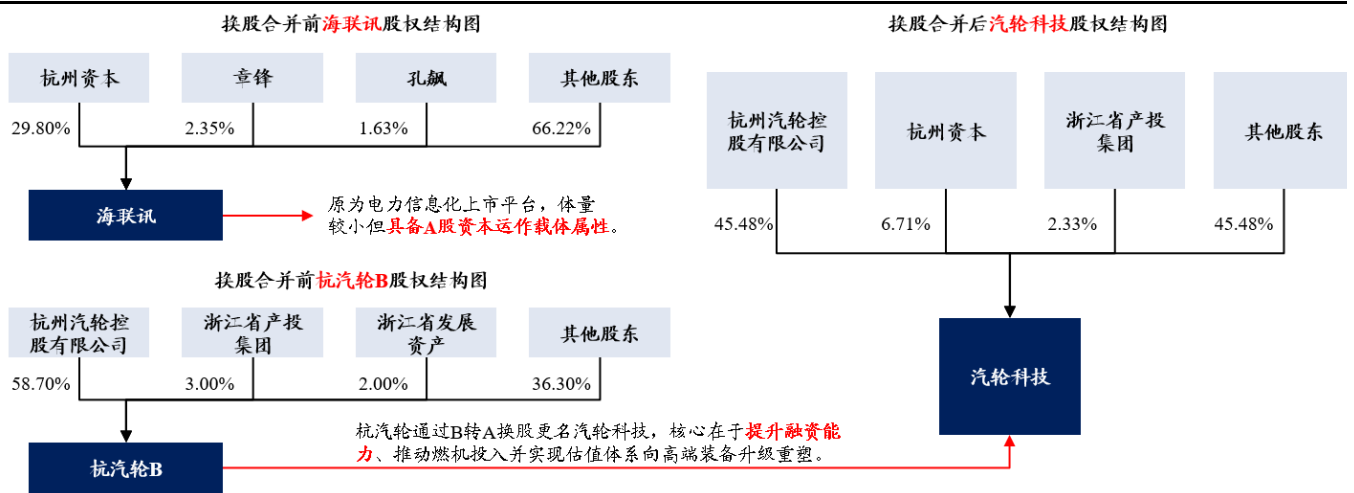 换股合并前海联讯股权结构图
杭州资本
章锋
孔飙
其他股东
29.80%
2.35%
1.63%
66.22%
海联讯
原为电力信息化上市平台，体量
较小但具备A股资本运作载体属性。
换股合并前杭汽轮B股权结构图
杭州汽轮控
股有限公司
浙江省产投
集团
浙江省发展
资产
其他股东
58.70%
3.00%
2.00%
36.30%
杭汽轮B
杭汽轮通过B转A换股更名汽轮科技，核心在于提升融资能
力、推动燃机投入并实现估值体系向高端装备升级重塑。
换股合并后汽轮科技股权结构图
杭州汽轮控
股有限公司
杭州资本
浙江省产投
集团
其他股东
45.48%
6.71%
2.33%
45.48%
汽轮科技